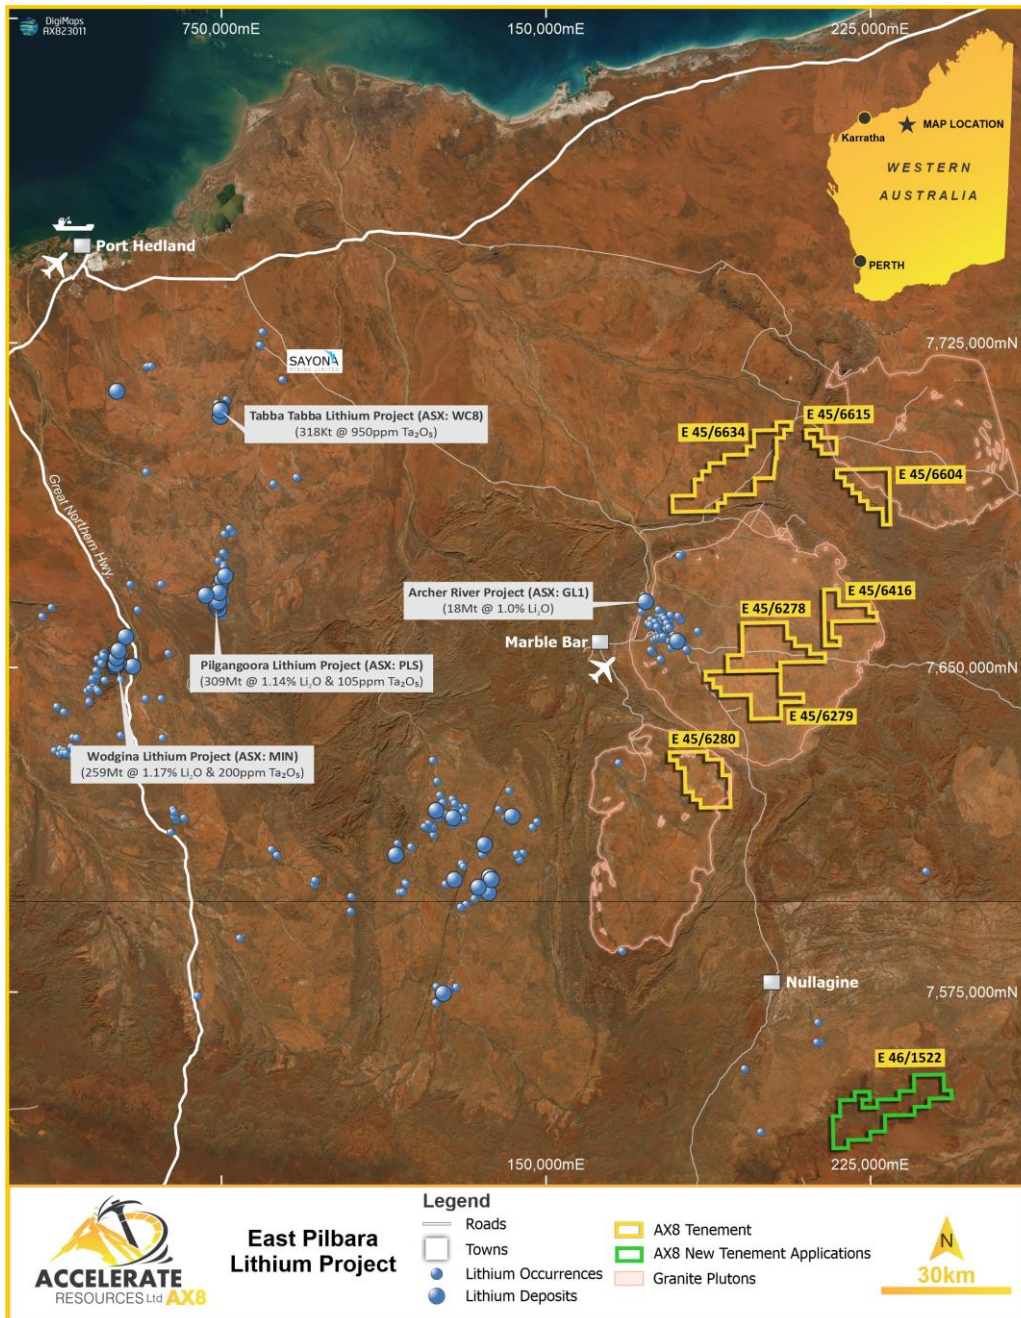 DigiMaps
AX823011
750,000mE
150,000mE
225,000mE
Karratha
MAP LOCATION
WESTERN
AUSTRALIA
PERTH
Port Hedland
7,725,000mN
SAYONA
MINING LIMITED
Tabba Tabba Lithium Project (ASX: WC8)
(318Kt @ 950ppm Ta₂O₅)
E 45/6634
E 45/6615
E 45/6604
Great Northern Hwy.
Archer River Project (ASX: GL1)
(18Mt @ 1.0% Li₂O)
E 45/6416
E 45/6278
Marble Bar
Pilgangoora Lithium Project (ASX: PLS)
(309Mt @ 1.14% Li₂O & 105ppm Ta₂O₅)
7,650,000mN
E 45/6279
E 45/6280
Wodgina Lithium Project (ASX: MIN)
(259Mt @ 1.17% Li₂O & 200ppm Ta₂O₅)
Nullagine
7,575,000mN
E 46/1522
150,000mE
225,000mE
ACCELERATE
RESOURCES Ltd AX8
East Pilbara
Lithium Project
Legend
Roads
Towns
Lithium Occurrences
Lithium Deposits
AX8 Tenement
AX8 New Tenement Applications
Granite Plutons
N
30km